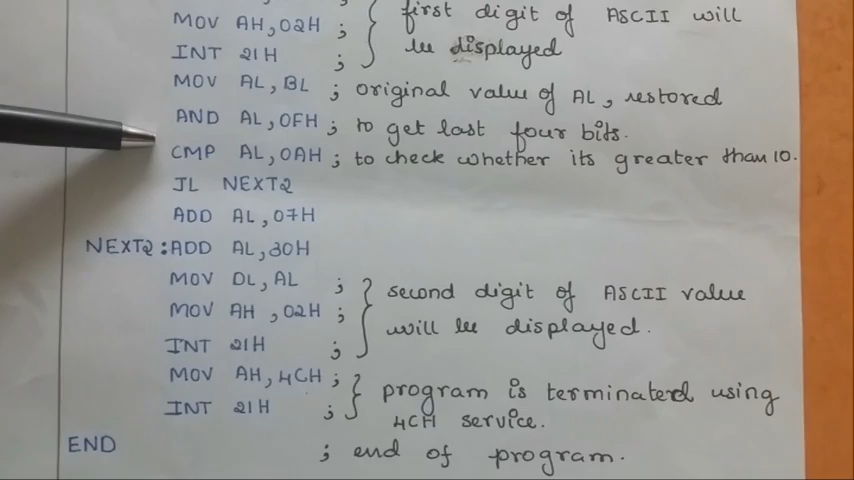 MOV AH,02H ; } first digit of ASCII will
INT 21H ; be displayed
MOV AL,BL ; original value of AL, restored
AND AL,0FH ; to get last four bits.
CMP AL,0AH ; to check whether its greater than 10.
JL NEXT2
ADD AL,07H
NEXT2:ADD AL,30H
MOV DL,AL ; } second digit of ASCII value
MOV AH,02H ; will be displayed.
INT 21H ;
MOV AH,4CH ; } program is terminated using
INT 21H ; 4CH service.
END ; end of program.